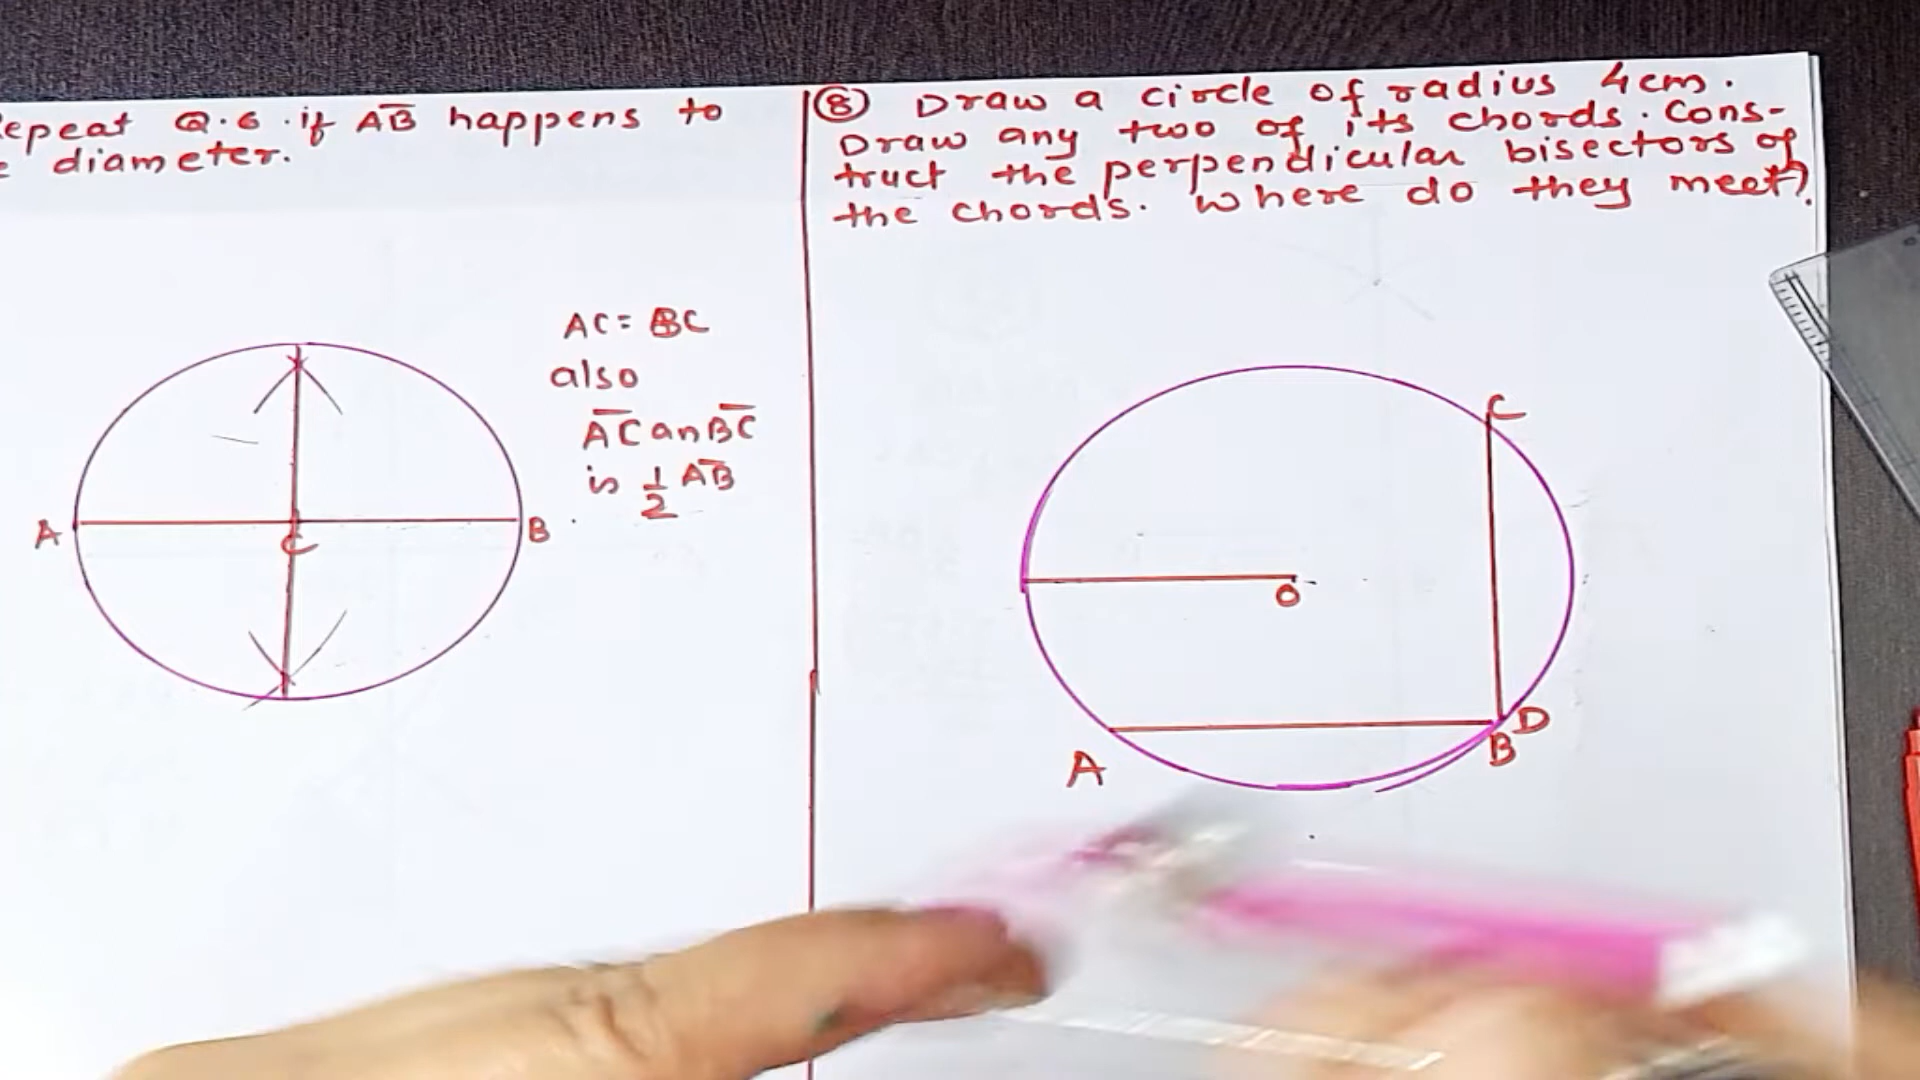 epeat Q.6 if AB happens to
diameter.
AC = BC
also
AC an BC
is 1/2 AB
A
C
B
⑧ Draw a circle of radius 4cm.
Draw any two of its chords. Cons-
truct the perpendicular bisectors of
the chords. Where do they meet?
C
O
D
B
A